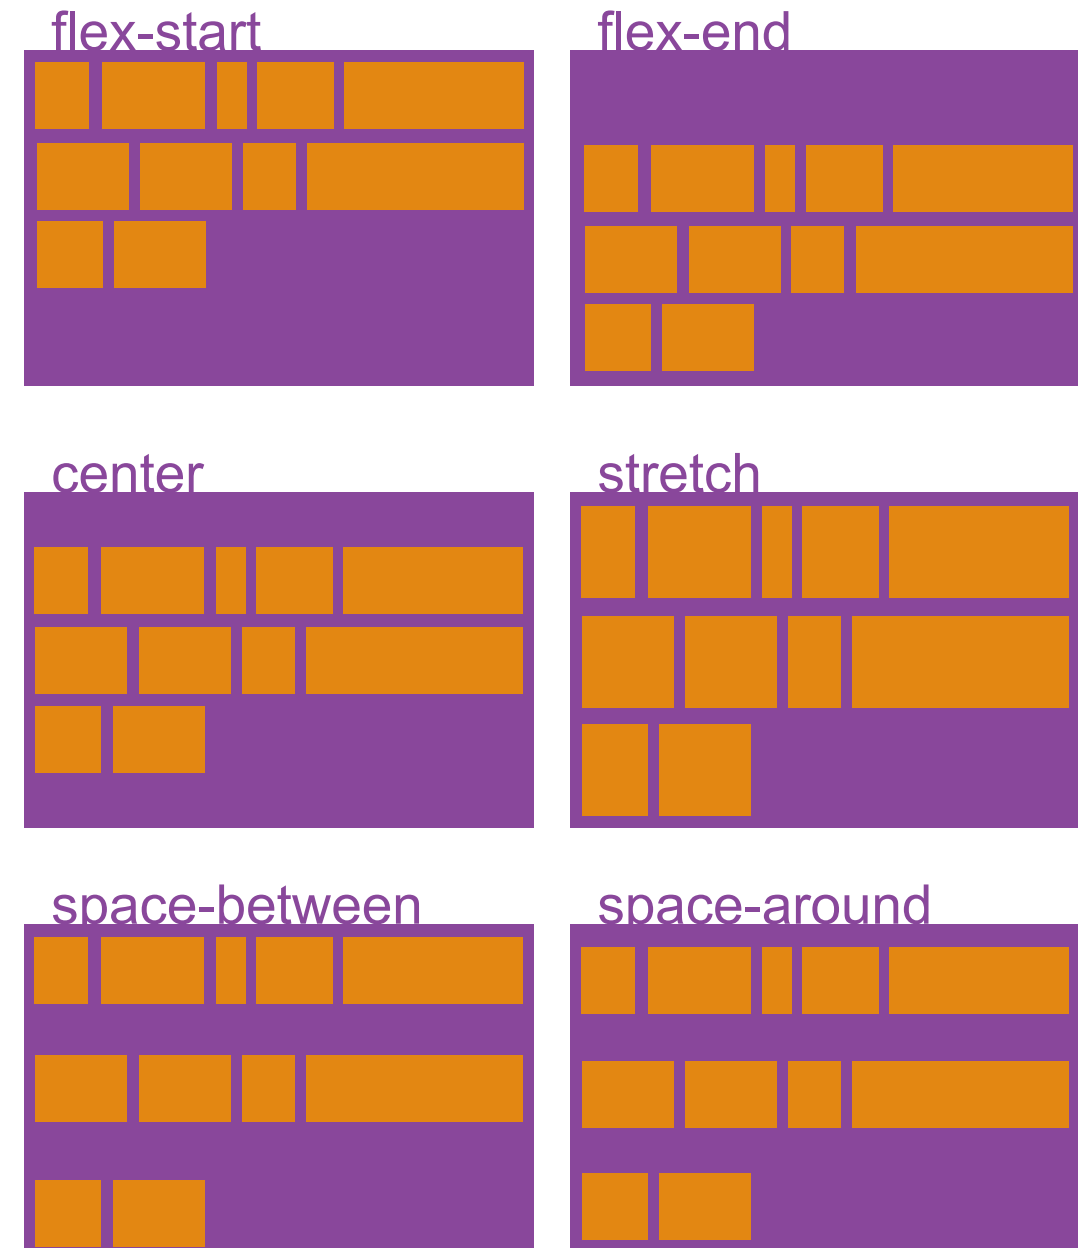 flex-start
flex-end
center
stretch
space-between
space-around